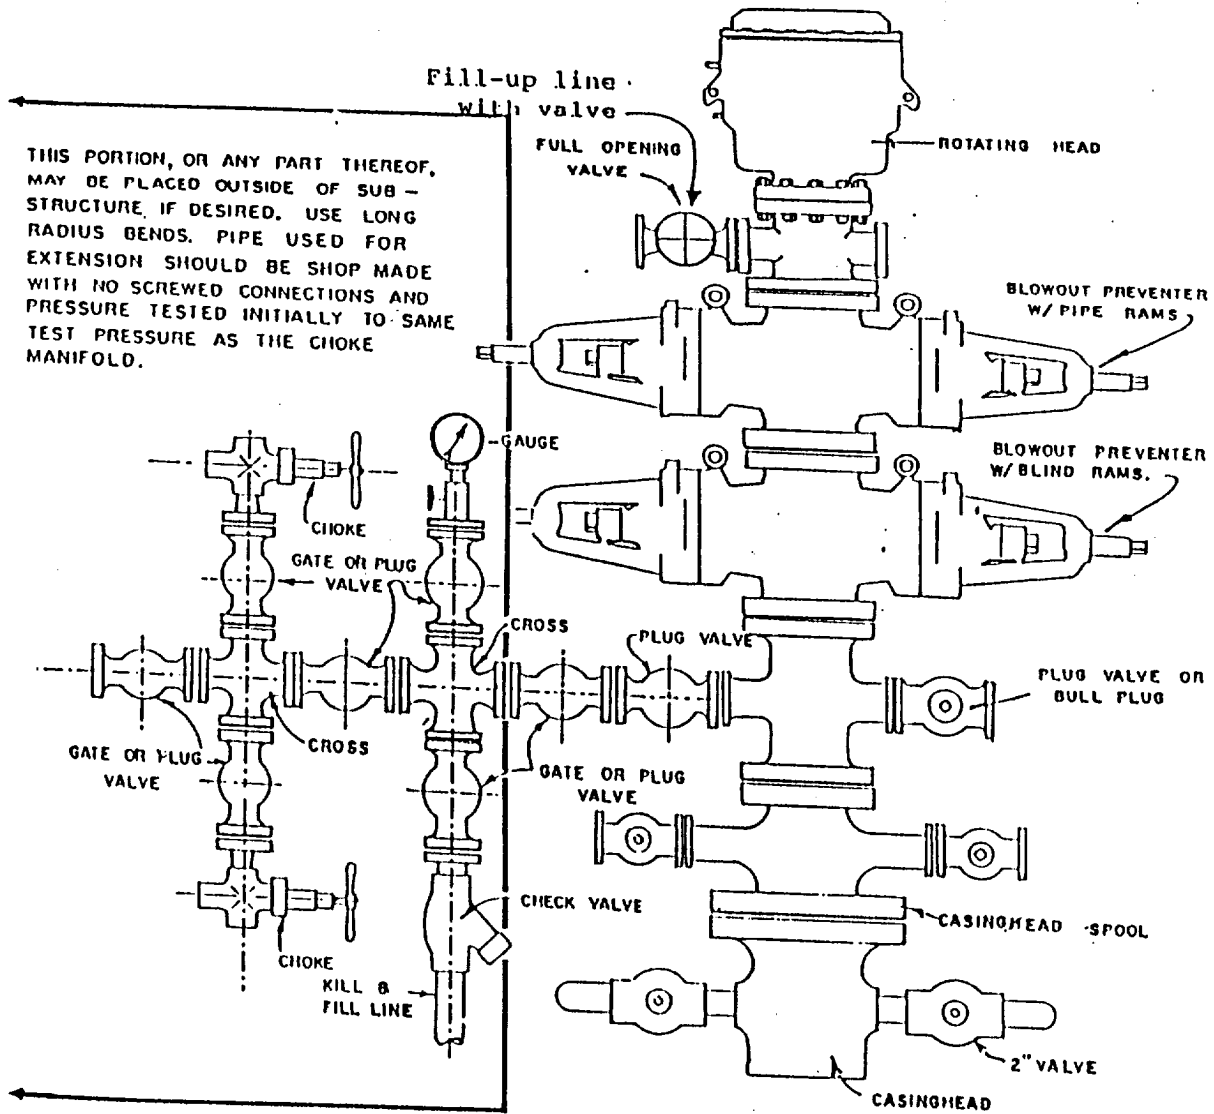 Fill-up line
with valve
FULL OPENING
VALVE
ROTATING HEAD
THIS PORTION, OR ANY PART THEREOF,
MAY BE PLACED OUTSIDE OF SUB-
STRUCTURE, IF DESIRED. USE LONG
RADIUS BENDS. PIPE USED FOR
EXTENSION SHOULD BE SHOP MADE
WITH NO SCREWED CONNECTIONS AND
PRESSURE TESTED INITIALLY TO SAME
TEST PRESSURE AS THE CHOKE
MANIFOLD.
BLOWOUT PREVENTER
W/ PIPE RAMS
GAUGE
BLOWOUT PREVENTER
W/ BLIND RAMS.
CHOKE
GATE OR PLUG
VALVE
CROSS
PLUG VALVE
PLUG VALVE OR
BULL PLUG
GATE OR PLUG
VALVE
CROSS
GATE OR PLUG
VALVE
CHECK VALVE
CASINGHEAD SPOOL
CHOKE
KILL &
FILL LINE
2" VALVE
CASINGHEAD